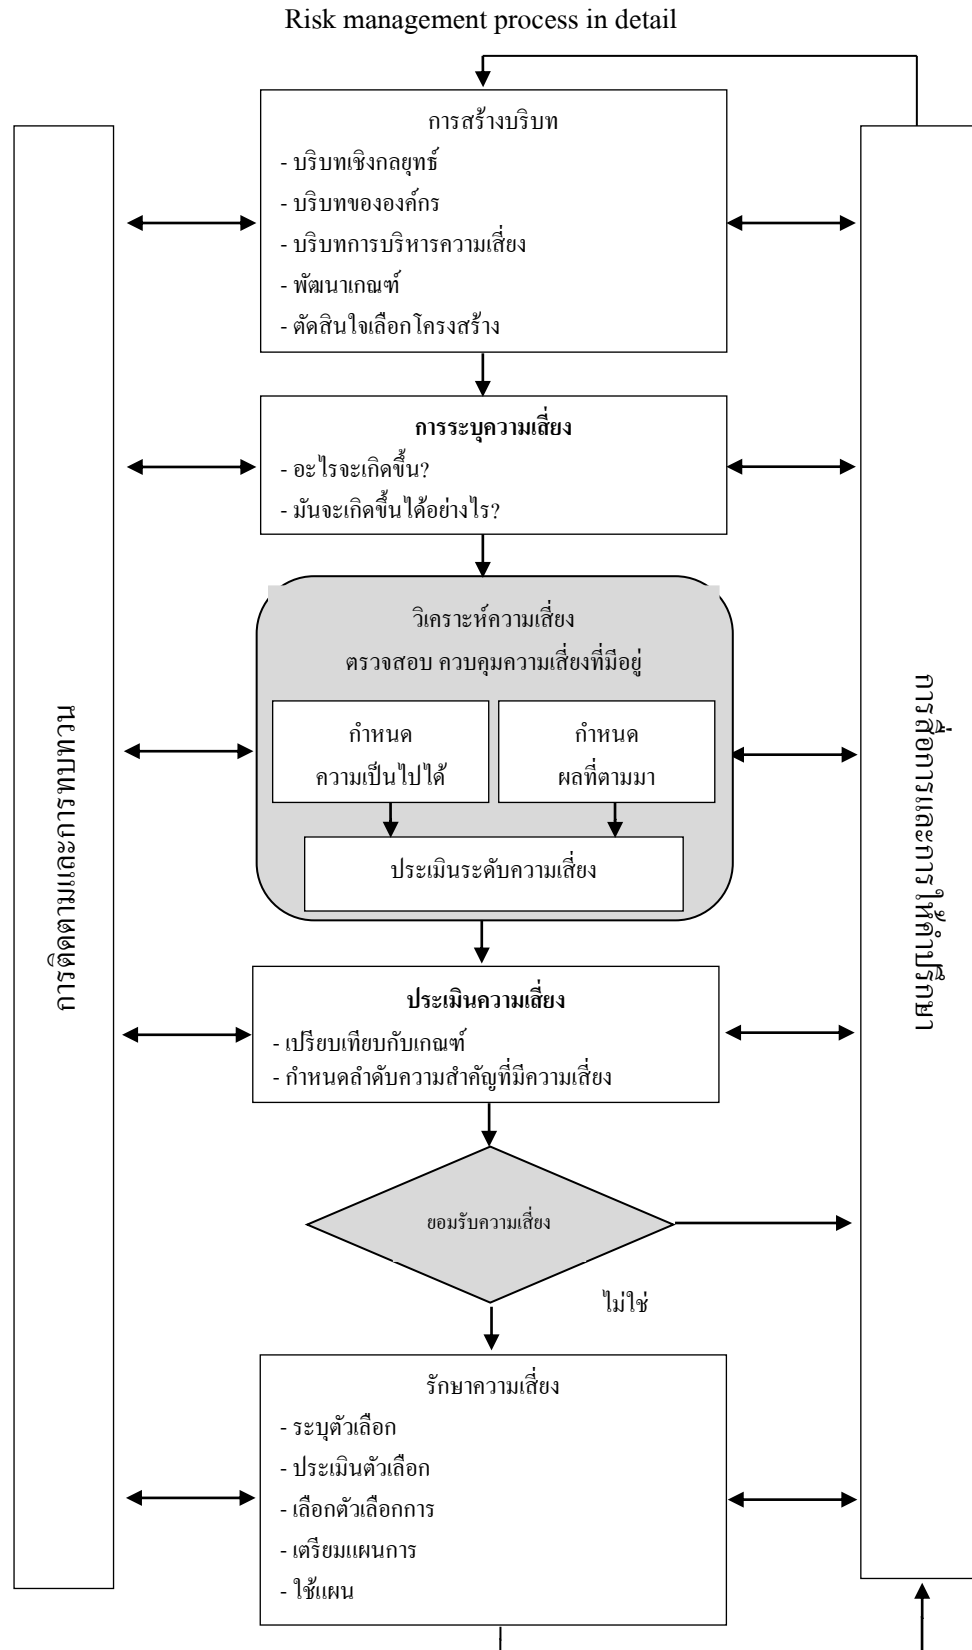 Risk management process in detail
การสร้างบริบท
- บริบทเชิงกลยุทธ์
- บริบทขององค์กร
- บริบทการบริหารความเสี่ยง
- พัฒนาเกณฑ์
- ตัดสินใจเลือกโครงสร้าง
การระบุความเสี่ยง
- อะไรจะเกิดขึ้น?
- มันจะเกิดขึ้นได้อย่างไร?
วิเคราะห์ความเสี่ยง
ตรวจสอบ ควบคุมความเสี่ยงที่มีอยู่
กำหนด
ความเป็นไปได้
กำหนด
ผลที่ตามมา
ประเมินระดับความเสี่ยง
ประเมินความเสี่ยง
- เปรียบเทียบกับเกณฑ์
- กำหนดลำดับความสำคัญที่มีความเสี่ยง
ยอมรับความเสี่ยง
ไม่ใช่
รักษาความเสี่ยง
- ระบุตัวเลือก
- ประเมินตัวเลือก
- เลือกตัวเลือกการ
- เตรียมแผนการ
- ใช้แผน
การติดตามและการทบทวน
การสื่อการและการให้คำปรึกษา